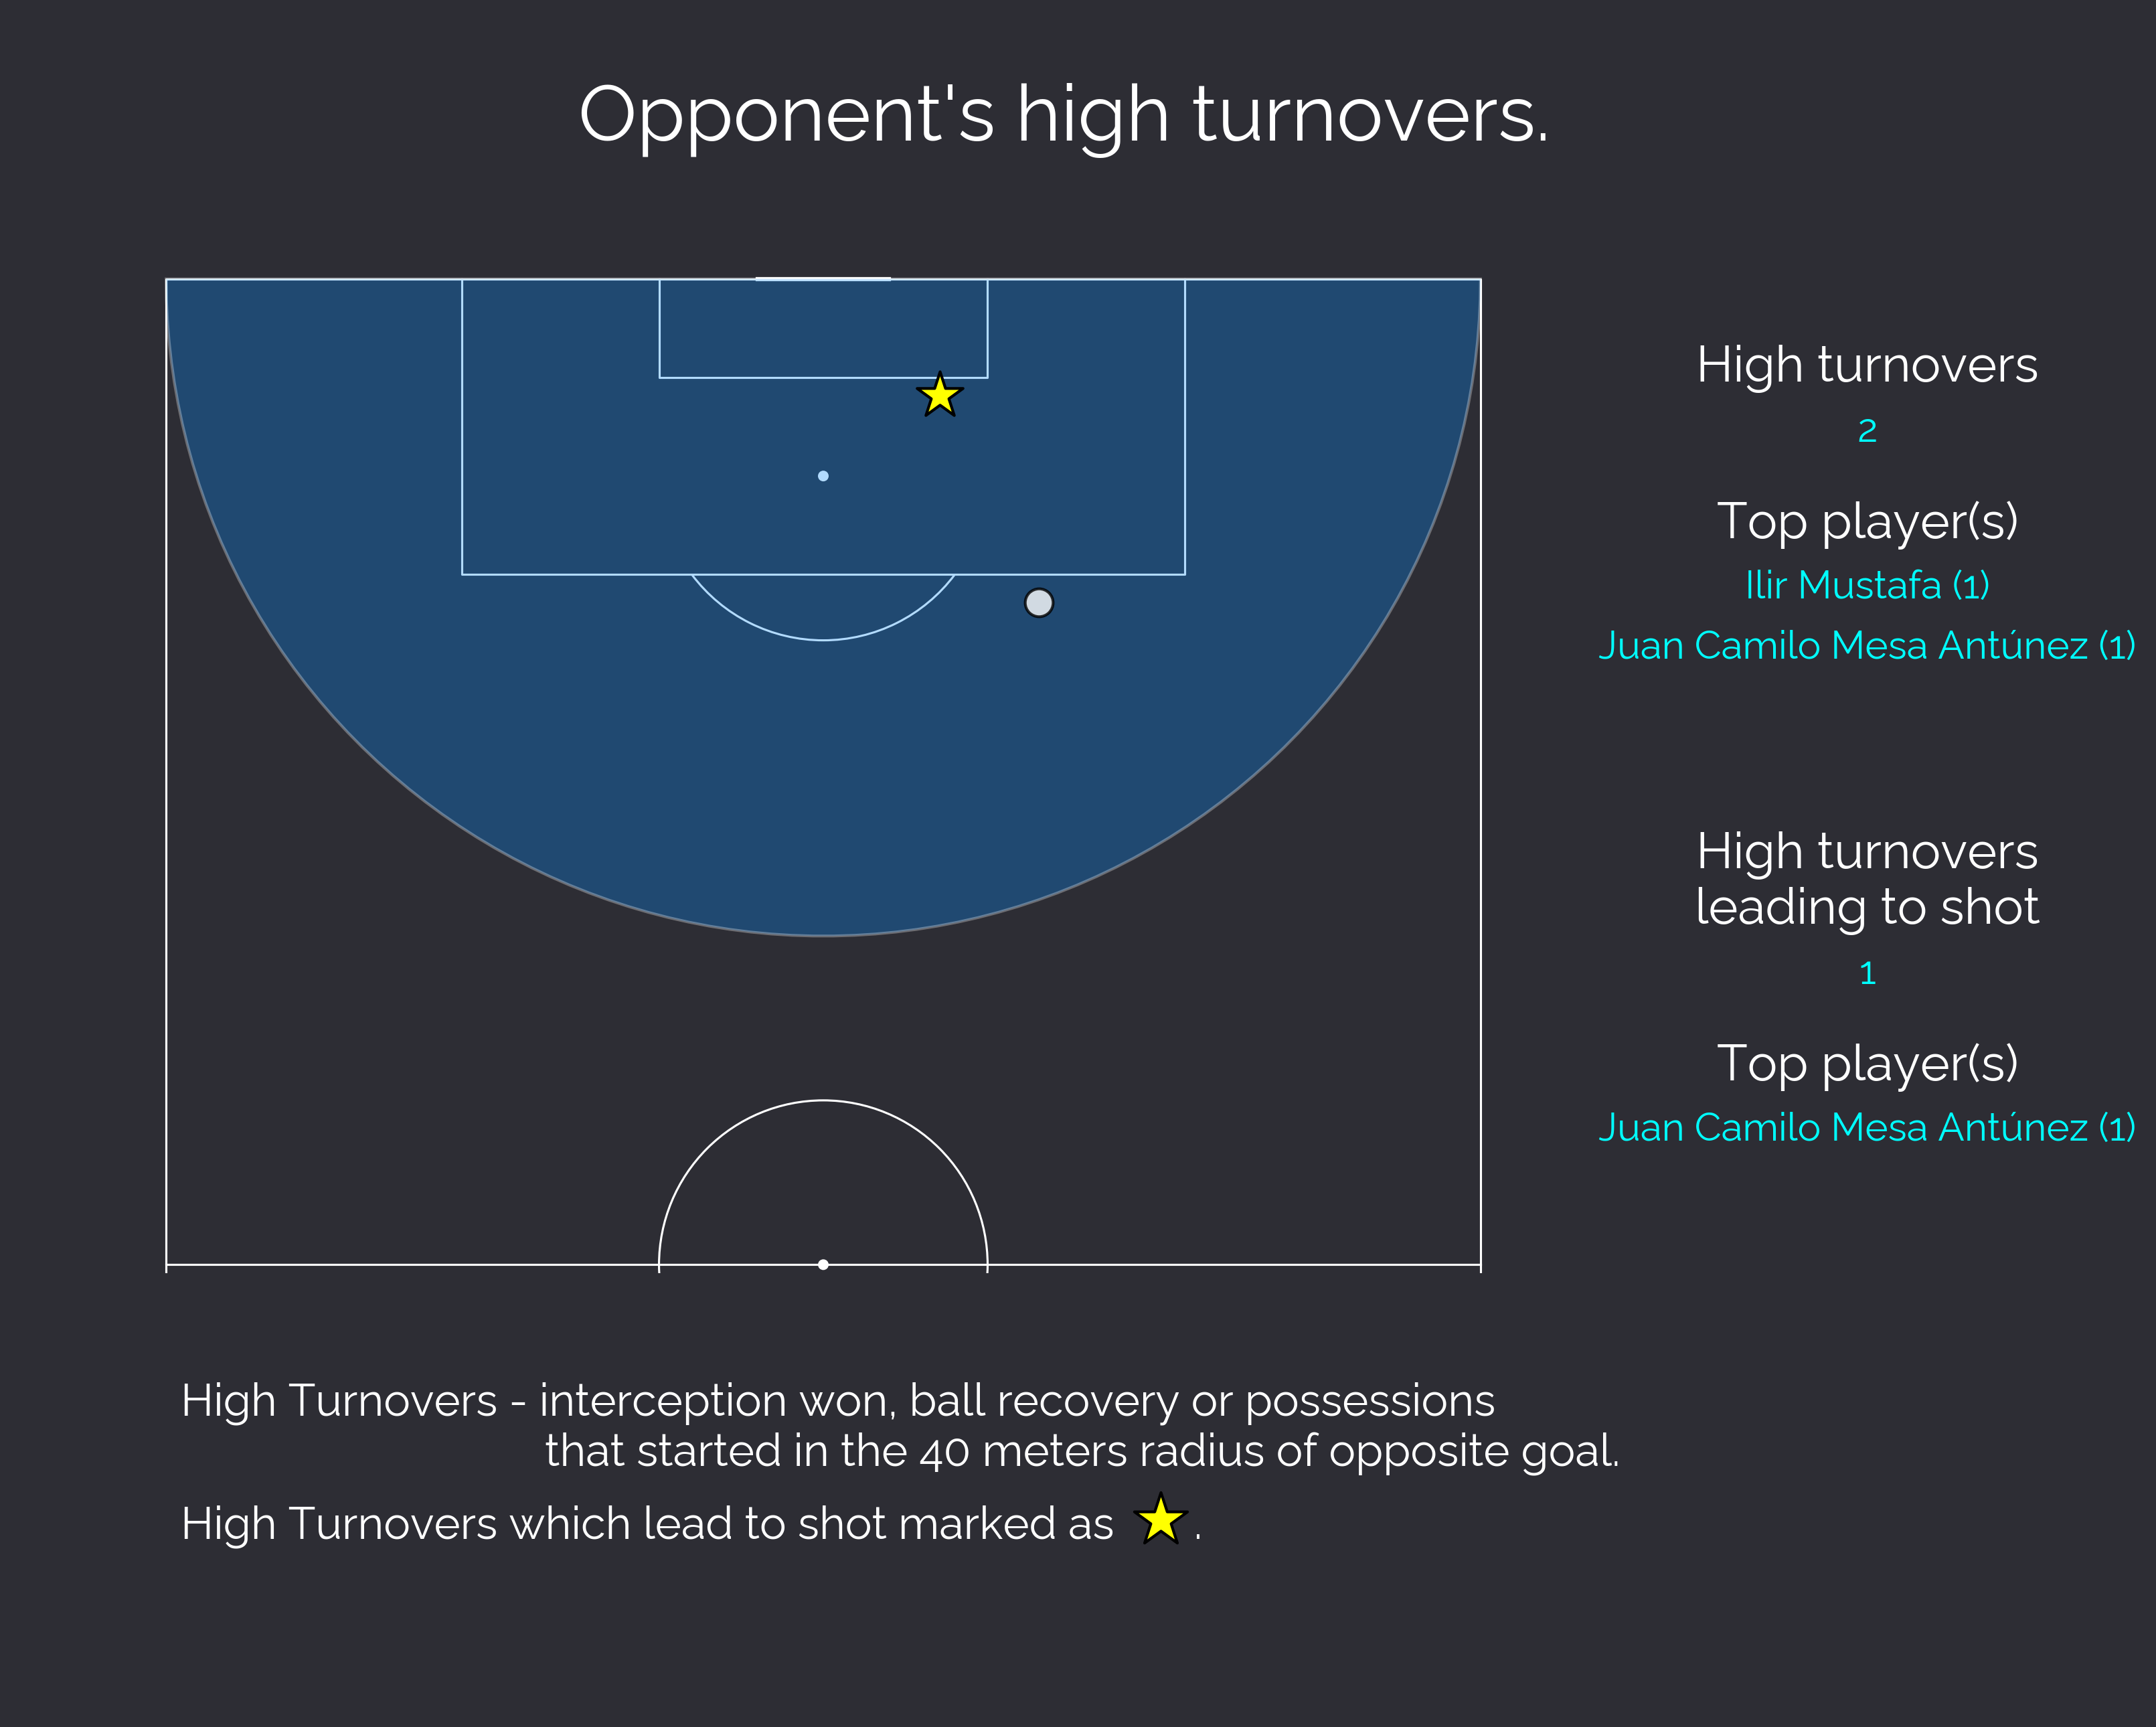 Opponent's high turnovers.
High turnovers
2
Top player(s)
Ilir Mustafa (1)
Juan Camilo Mesa Antúnez (1)
High turnovers
leading to shot
1
Top player(s)
Juan Camilo Mesa Antúnez (1)
High Turnovers - interception won, ball recovery or possessions
that started in the 40 meters radius of opposite goal.
High Turnovers which lead to shot marked as .